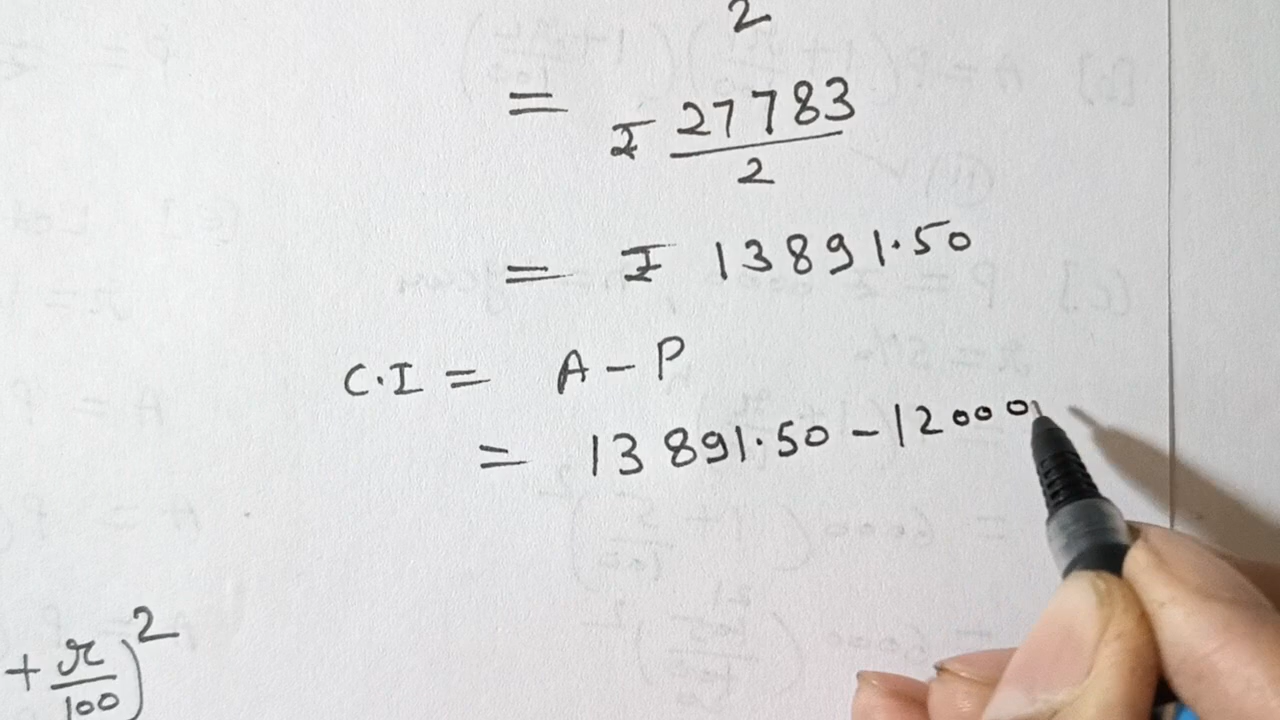 2
= ₹ 27783/2
= ₹ 13891.50
C.I = A - P
= 13891.50 - 12000
+ r/100)²